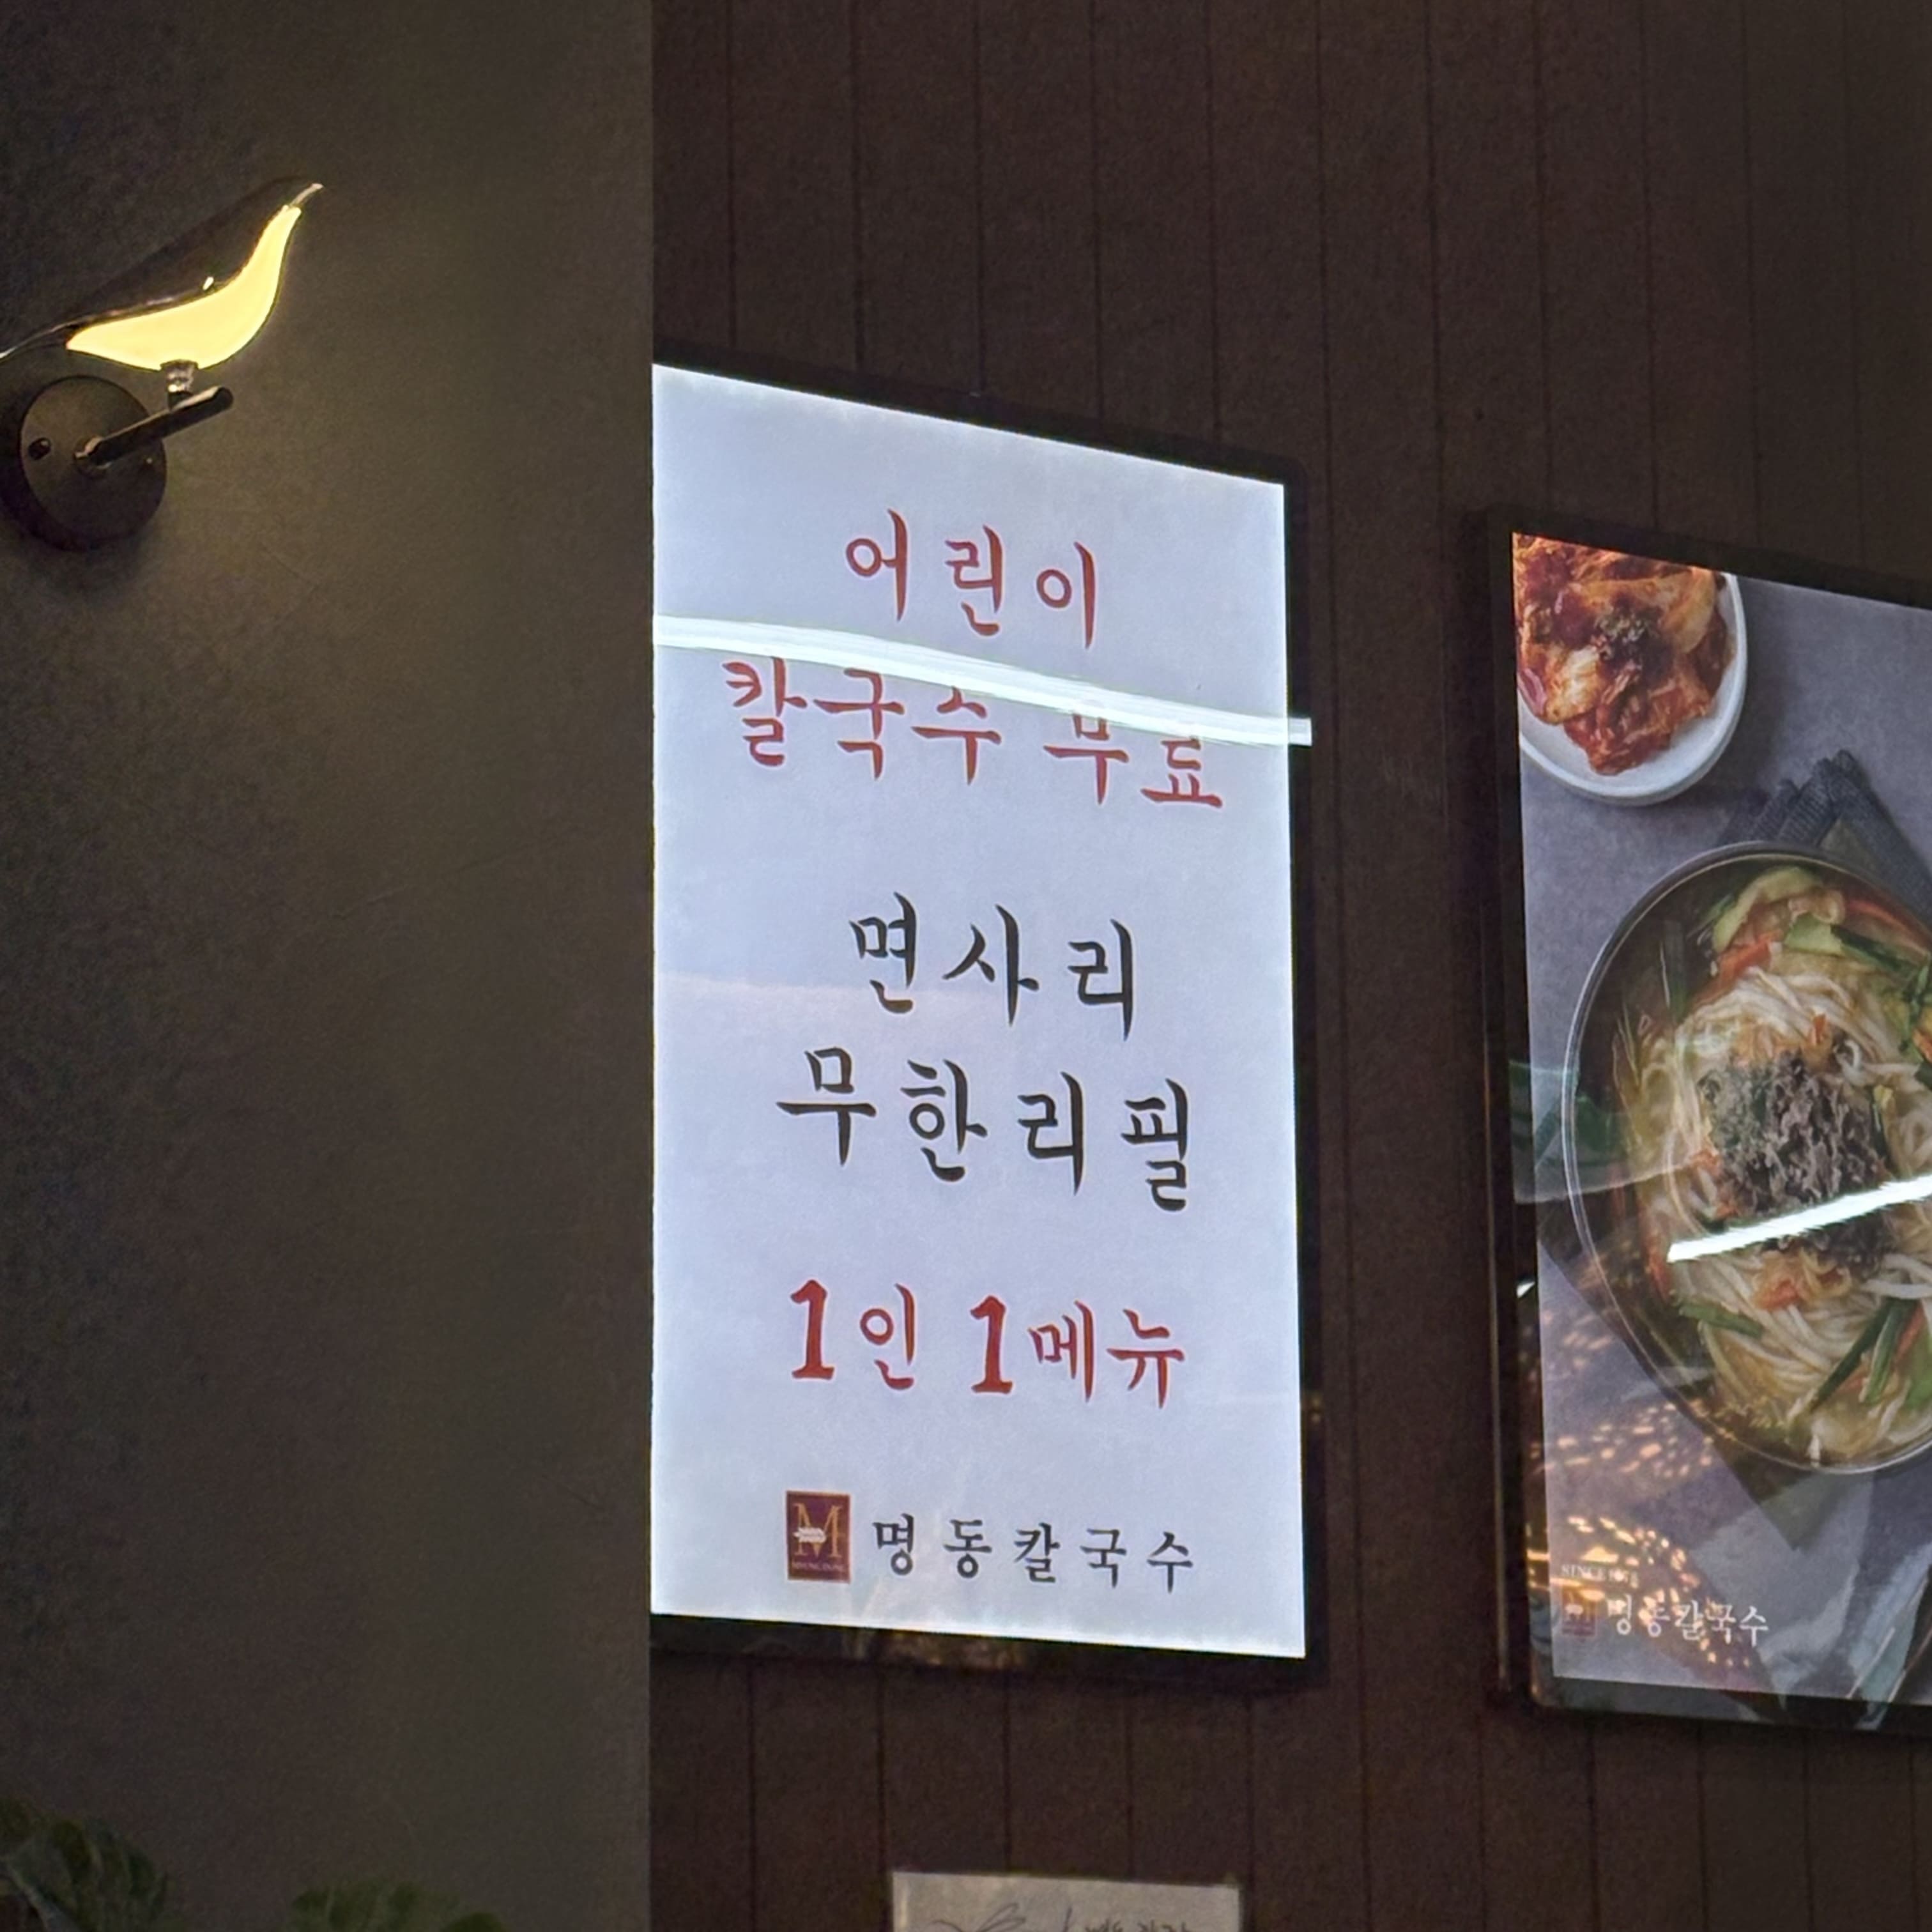 어린이
칼국수 무료
면사리
무한리필
1인 1메뉴
명동칼국수
명동칼국수